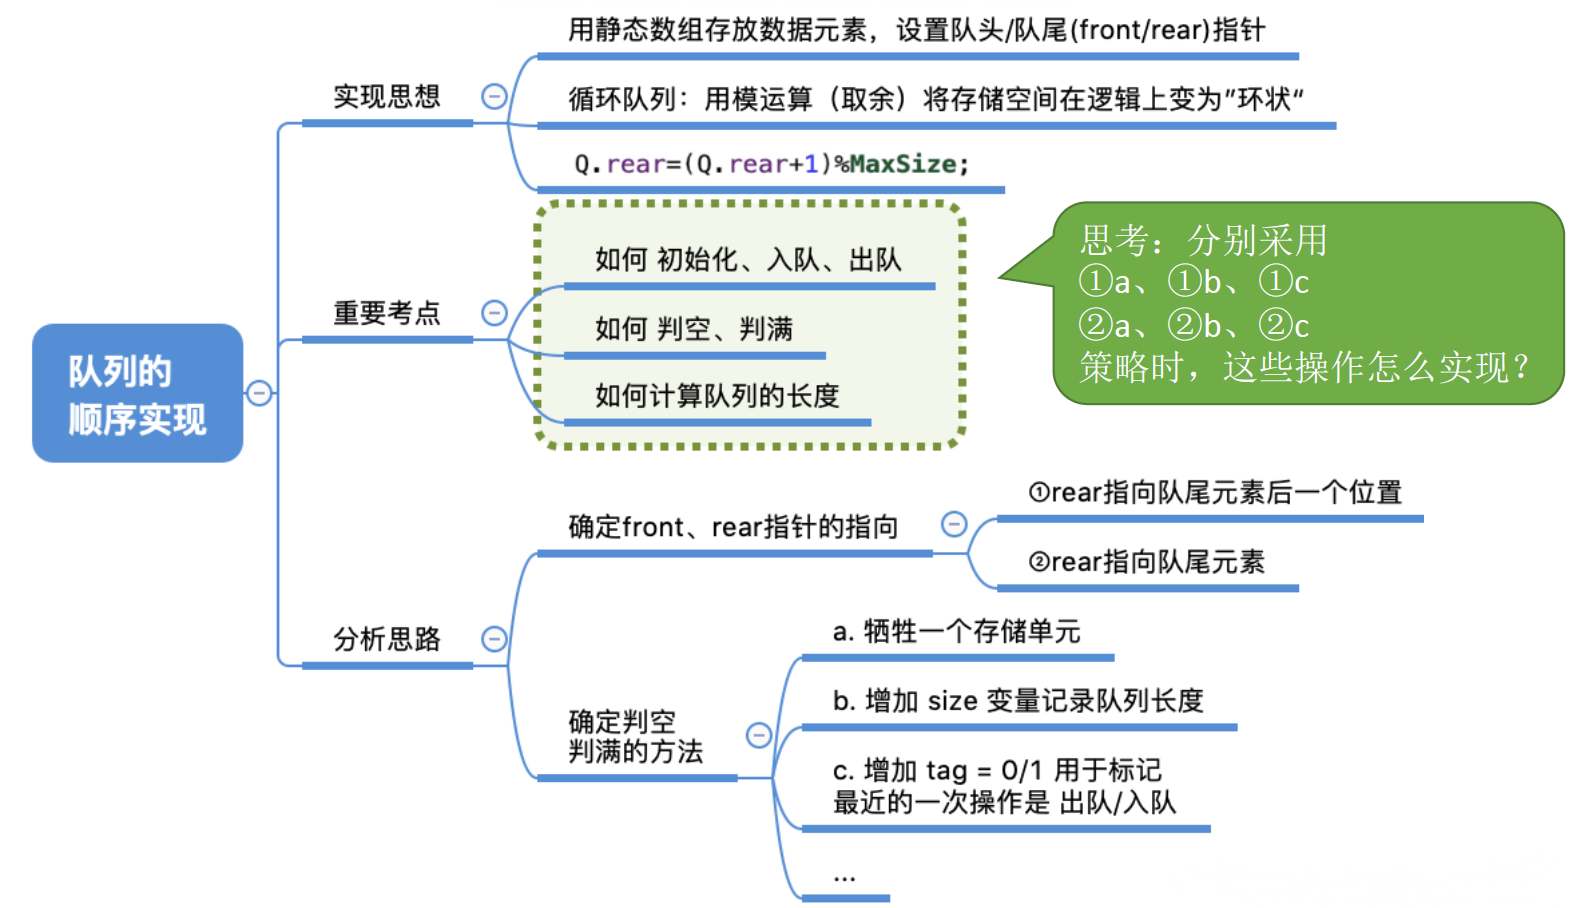 队列的
顺序实现
实现思想
用静态数组存放数据元素，设置队头/队尾(front/rear)指针
循环队列：用模运算（取余）将存储空间在逻辑上变为”环状“
Q.rear=(Q.rear+1)%MaxSize;
重要考点
如何 初始化、入队、出队
如何 判空、判满
如何计算队列的长度
思考：分别采用
①a、①b、①c
②a、②b、②c
策略时，这些操作怎么实现？
分析思路
确定front、rear指针的指向
①rear指向队尾元素后一个位置
②rear指向队尾元素
确定判空
判满的方法
a. 牺牲一个存储单元
b. 增加 size 变量记录队列长度
c. 增加 tag = 0/1 用于标记
最近的一次操作是 出队/入队
...